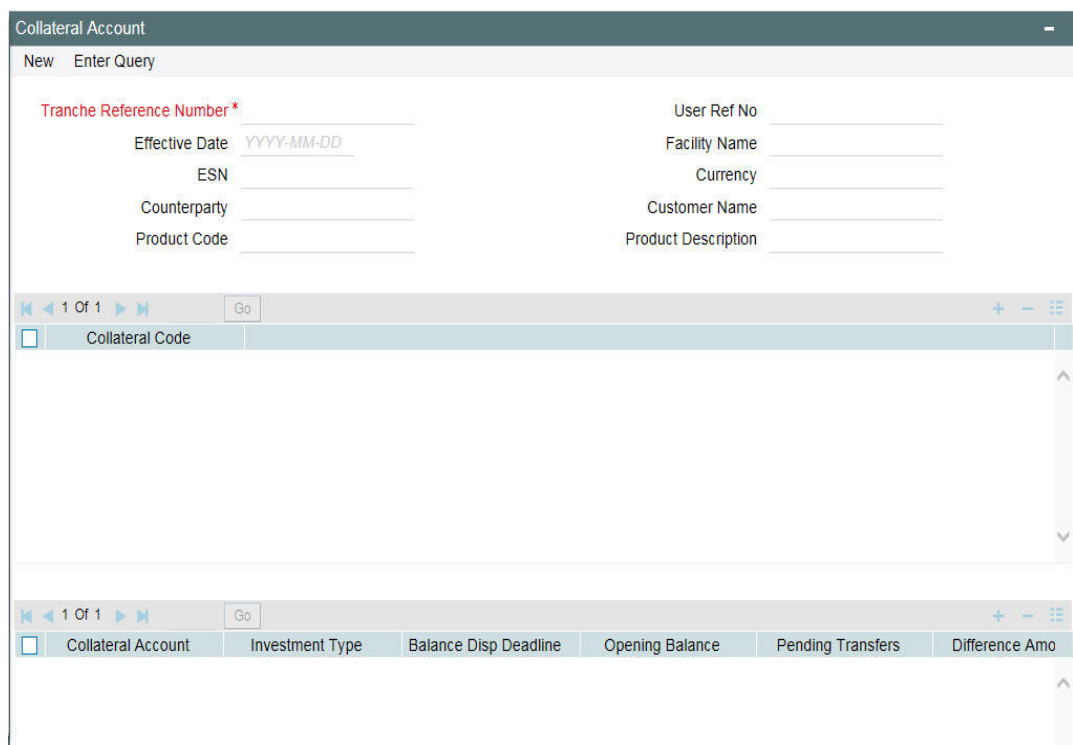 Collateral Account
New Enter Query
Tranche Reference Number *
User Ref No
Effective Date YYYY-MM-DD
Facility Name
ESN
Currency
Counterparty
Customer Name
Product Code
Product Description
1 Of 1 Go
Collateral Code
1 Of 1 Go
Collateral Account Investment Type Balance Disp Deadline Opening Balance Pending Transfers Difference Amo